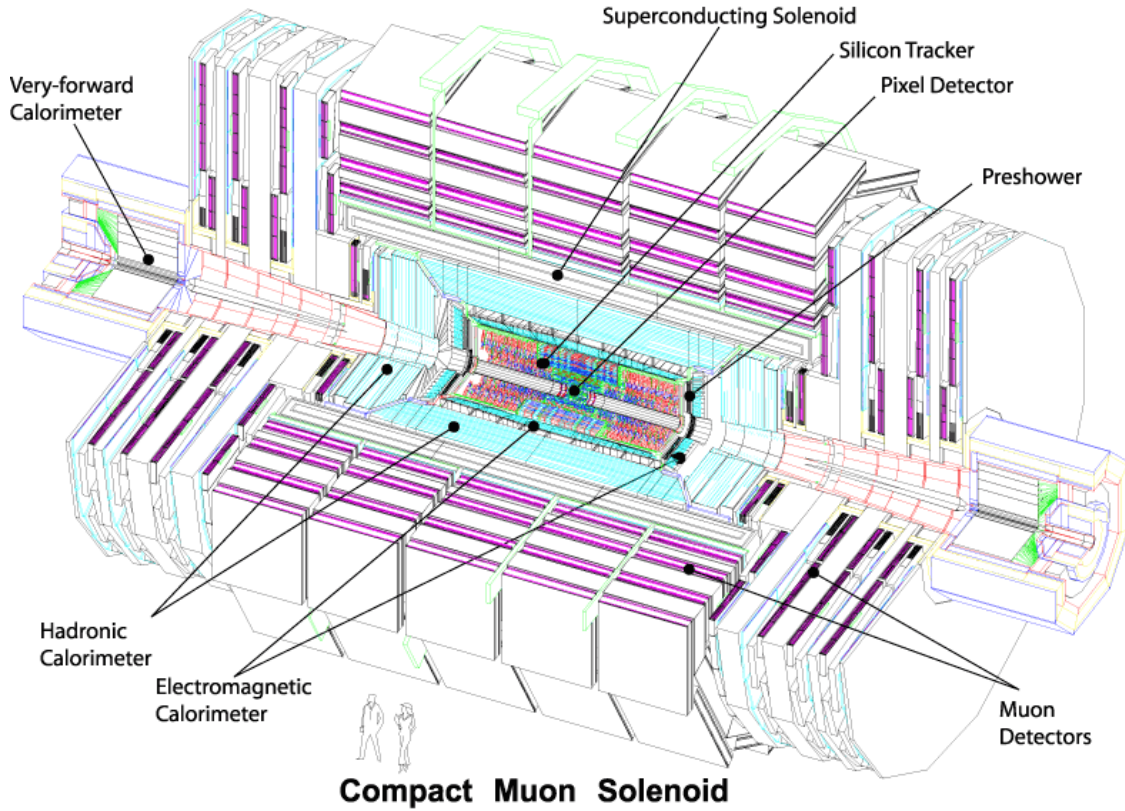 Superconducting Solenoid
Silicon Tracker
Pixel Detector
Very-forward
Calorimeter
Preshower
Hadronic
Calorimeter
Electromagnetic
Calorimeter
Muon
Detectors
Compact Muon Solenoid